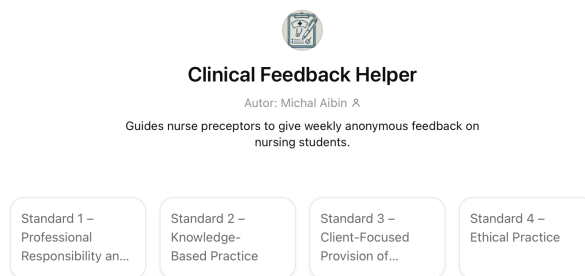 Clinical Feedback Helper
Autor: Michal Aibin
Guides nurse preceptors to give weekly anonymous feedback on
nursing students.
Standard 1 –
Professional
Responsibility an...
Standard 2 –
Knowledge-
Based Practice
Standard 3 –
Client-Focused
Provision of...
Standard 4 –
Ethical Practice